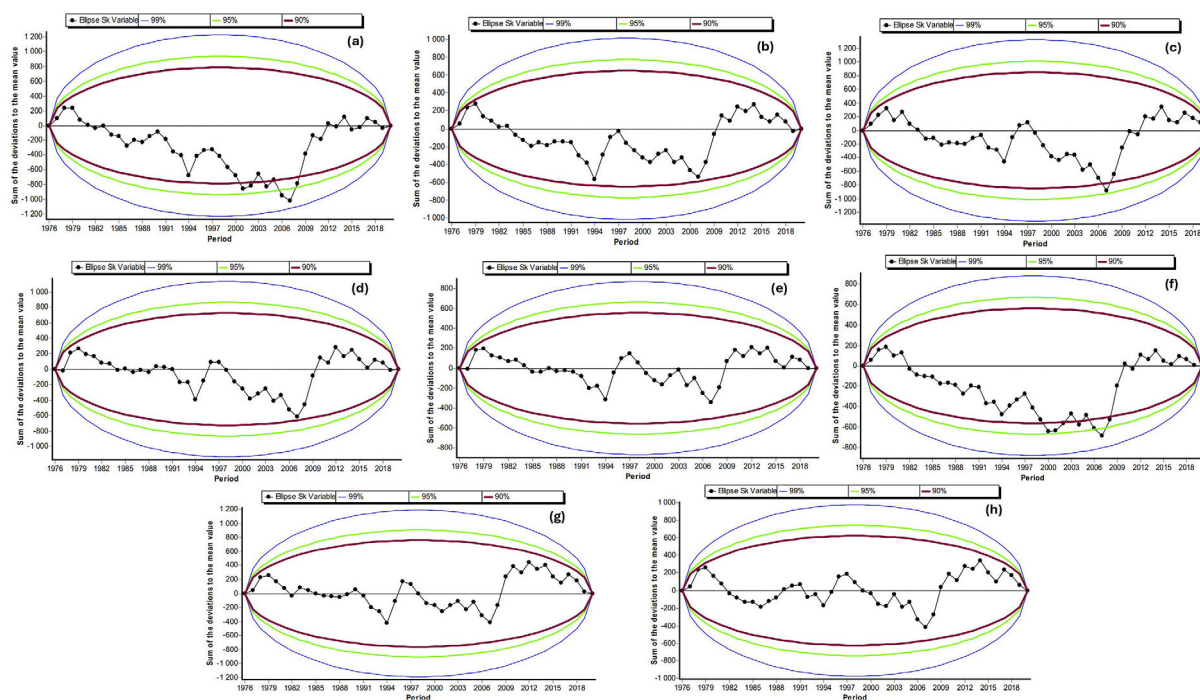 Ellipse Sk Variable 99% 95% 90%
(a)
Sum of the deviations to the mean value
1 200
1 000
800
600
400
200
0
-200
-400
-600
-800
-1 000
-1 200
1976 1979 1982 1985 1988 1991 1994 1997 2000 2003 2006 2009 2012 2015 2018
Period
Ellipse Sk Variable 99% 95% 90%
(b)
Sum of the deviations to the mean value
1 000
800
600
400
200
0
-200
-400
-600
-800
-1 000
1976 1979 1982 1985 1988 1991 1994 1997 2000 2003 2006 2009 2012 2015 2018
Period
Ellipse Sk Variable 99% 95% 90%
(c)
Sum of the deviations to the mean value
1 200
1 000
800
600
400
200
0
-200
-400
-600
-800
-1 000
-1 200
1976 1979 1982 1985 1988 1991 1994 1997 2000 2003 2006 2009 2012 2015 2018
Period
Ellipse Sk Variable 99% 95% 90%
(d)
Sum of the deviations to the mean value
1 000
800
600
400
200
0
-200
-400
-600
-800
-1 000
1976 1979 1982 1985 1988 1991 1994 1997 2000 2003 2006 2009 2012 2015 2018
Period
Ellipse Sk Variable 99% 95% 90%
(e)
Sum of the deviations to the mean value
800
600
400
200
0
-200
-400
-600
-800
1976 1979 1982 1985 1988 1991 1994 1997 2000 2003 2006 2009 2012 2015 2018
Period
Ellipse Sk Variable 99% 95% 90%
(f)
Sum of the deviations to the mean value
800
600
400
200
0
-200
-400
-600
-800
1976 1979 1982 1985 1988 1991 1994 1997 2000 2003 2006 2009 2012 2015 2018
Period
Ellipse Sk Variable 99% 95% 90%
(g)
Sum of the deviations to the mean value
1 200
1 000
800
600
400
200
0
-200
-400
-600
-800
-1 000
-1 200
1976 1979 1982 1985 1988 1991 1994 1997 2000 2003 2006 2009 2012 2015 2018
Period
Ellipse Sk Variable 99% 95% 90%
(h)
Sum of the deviations to the mean value
1 000
800
600
400
200
0
-200
-400
-600
-800
-1 000
1976 1979 1982 1985 1988 1991 1994 1997 2000 2003 2006 2009 2012 2015 2018
Period